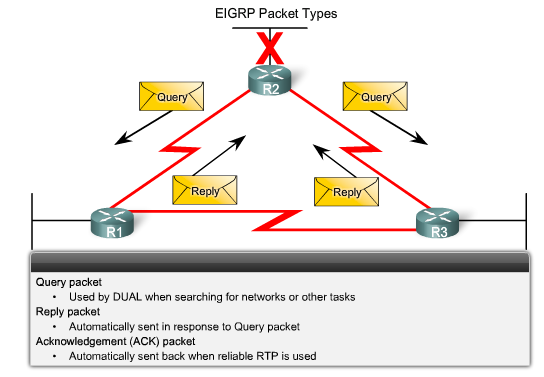 EIGRP Packet Types
R2
Query
Query
Reply
Reply
R1
R3
Query packet
• Used by DUAL when searching for networks or other tasks
Reply packet
• Automatically sent in response to Query packet
Acknowledgement (ACK) packet
• Automatically sent back when reliable RTP is used